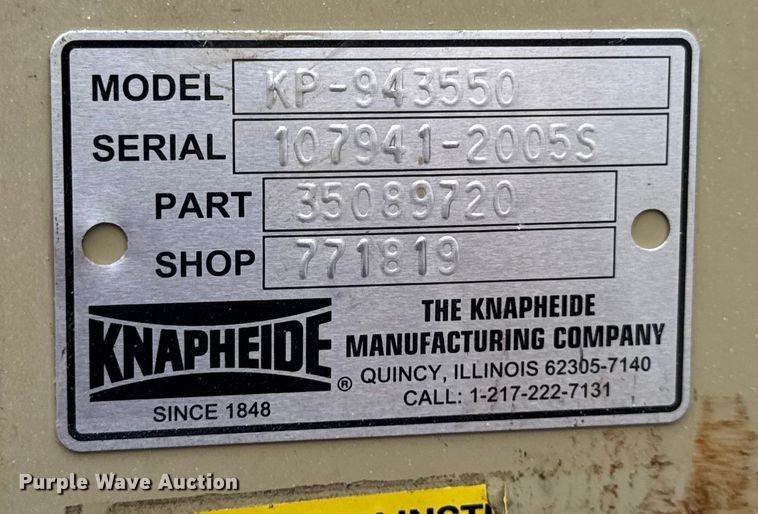 MODEL KP-943550
SERIAL 107941-2005S
PART 35089720
SHOP 771819
KNAPHEIDE ®
SINCE 1848
THE KNAPHEIDE
MANUFACTURING COMPANY
QUINCY, ILLINOIS 62305-7140
CALL: 1-217-222-7131
Purple Wave Auction